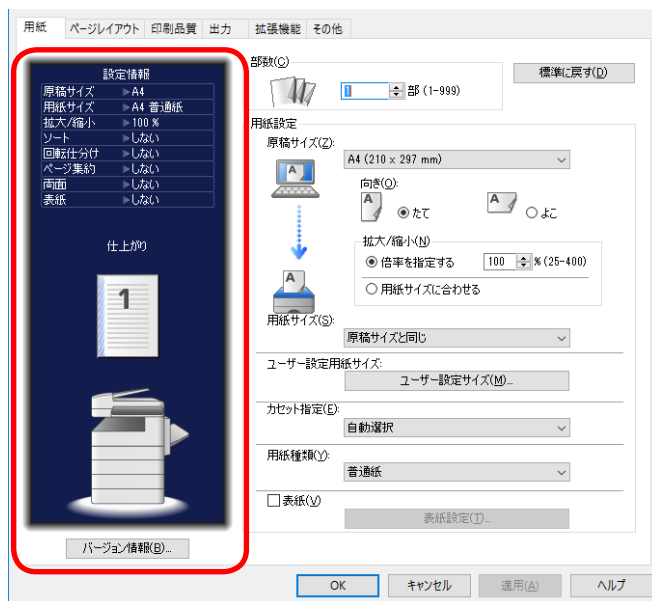 用紙 ページレイアウト 印刷品質 出力 拡張機能 その他
設定情報
原稿サイズ ▶A4
用紙サイズ ▶A4 普通紙
拡大/縮小 ▶100 %
ソート ▶しない
回転仕分け ▶しない
ページ集約 ▶しない
両面 ▶しない
表紙 ▶しない
仕上がり
1
バージョン情報(B)...
部数(C)
1 部 (1-999)
標準に戻す(D)
用紙設定
原稿サイズ(Z):
A4 (210 x 297 mm)
A
向き(O):
A たて A よこ
拡大/縮小(N)
倍率を指定する 100 % (25-400)
用紙サイズに合わせる
A
用紙サイズ(S):
原稿サイズと同じ
ユーザー設定用紙サイズ:
ユーザー設定サイズ(M)...
カセット指定(E):
自動選択
用紙種類(Y):
普通紙
表紙(V)
表紙設定(T)...
OK キャンセル 適用(A) ヘルプ